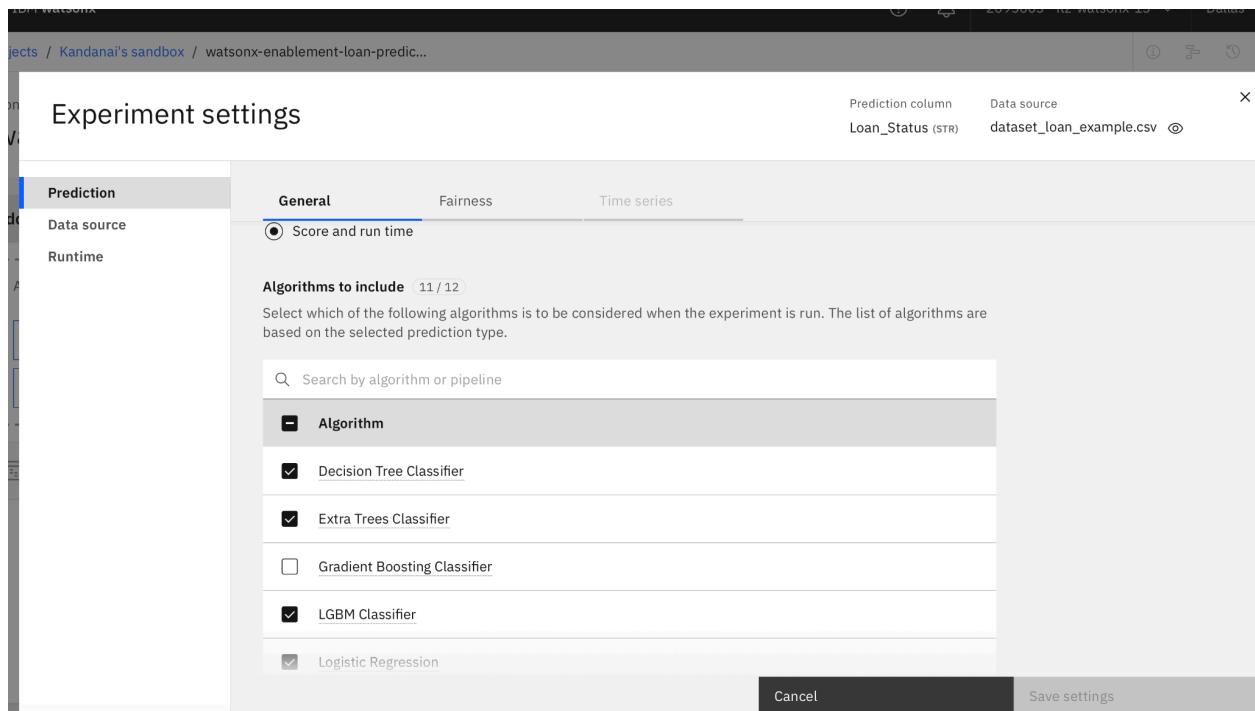 IBM watsonx
jects / Kandanai's sandbox / watsonx-enablement-loan-predic...
Experiment settings
Prediction column
Data source
Loan_Status (STR)
dataset_loan_example.csv
Prediction
Data source
Runtime
General
Fairness
Time series
Score and run time
Algorithms to include 11 / 12
Select which of the following algorithms is to be considered when the experiment is run. The list of algorithms are
based on the selected prediction type.
Search by algorithm or pipeline
Algorithm
Decision Tree Classifier
Extra Trees Classifier
Gradient Boosting Classifier
LGBM Classifier
Logistic Regression
Cancel
Save settings